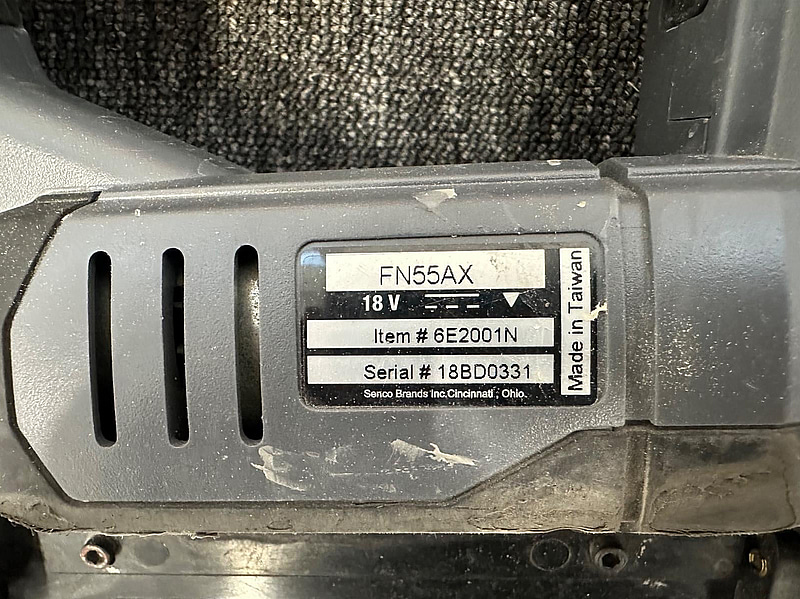 FN55AX
18 V
Item # 6E2001N
Serial # 18BD0331
Senco Brands Inc.Cincinnati , Ohio.
Made in Taiwan